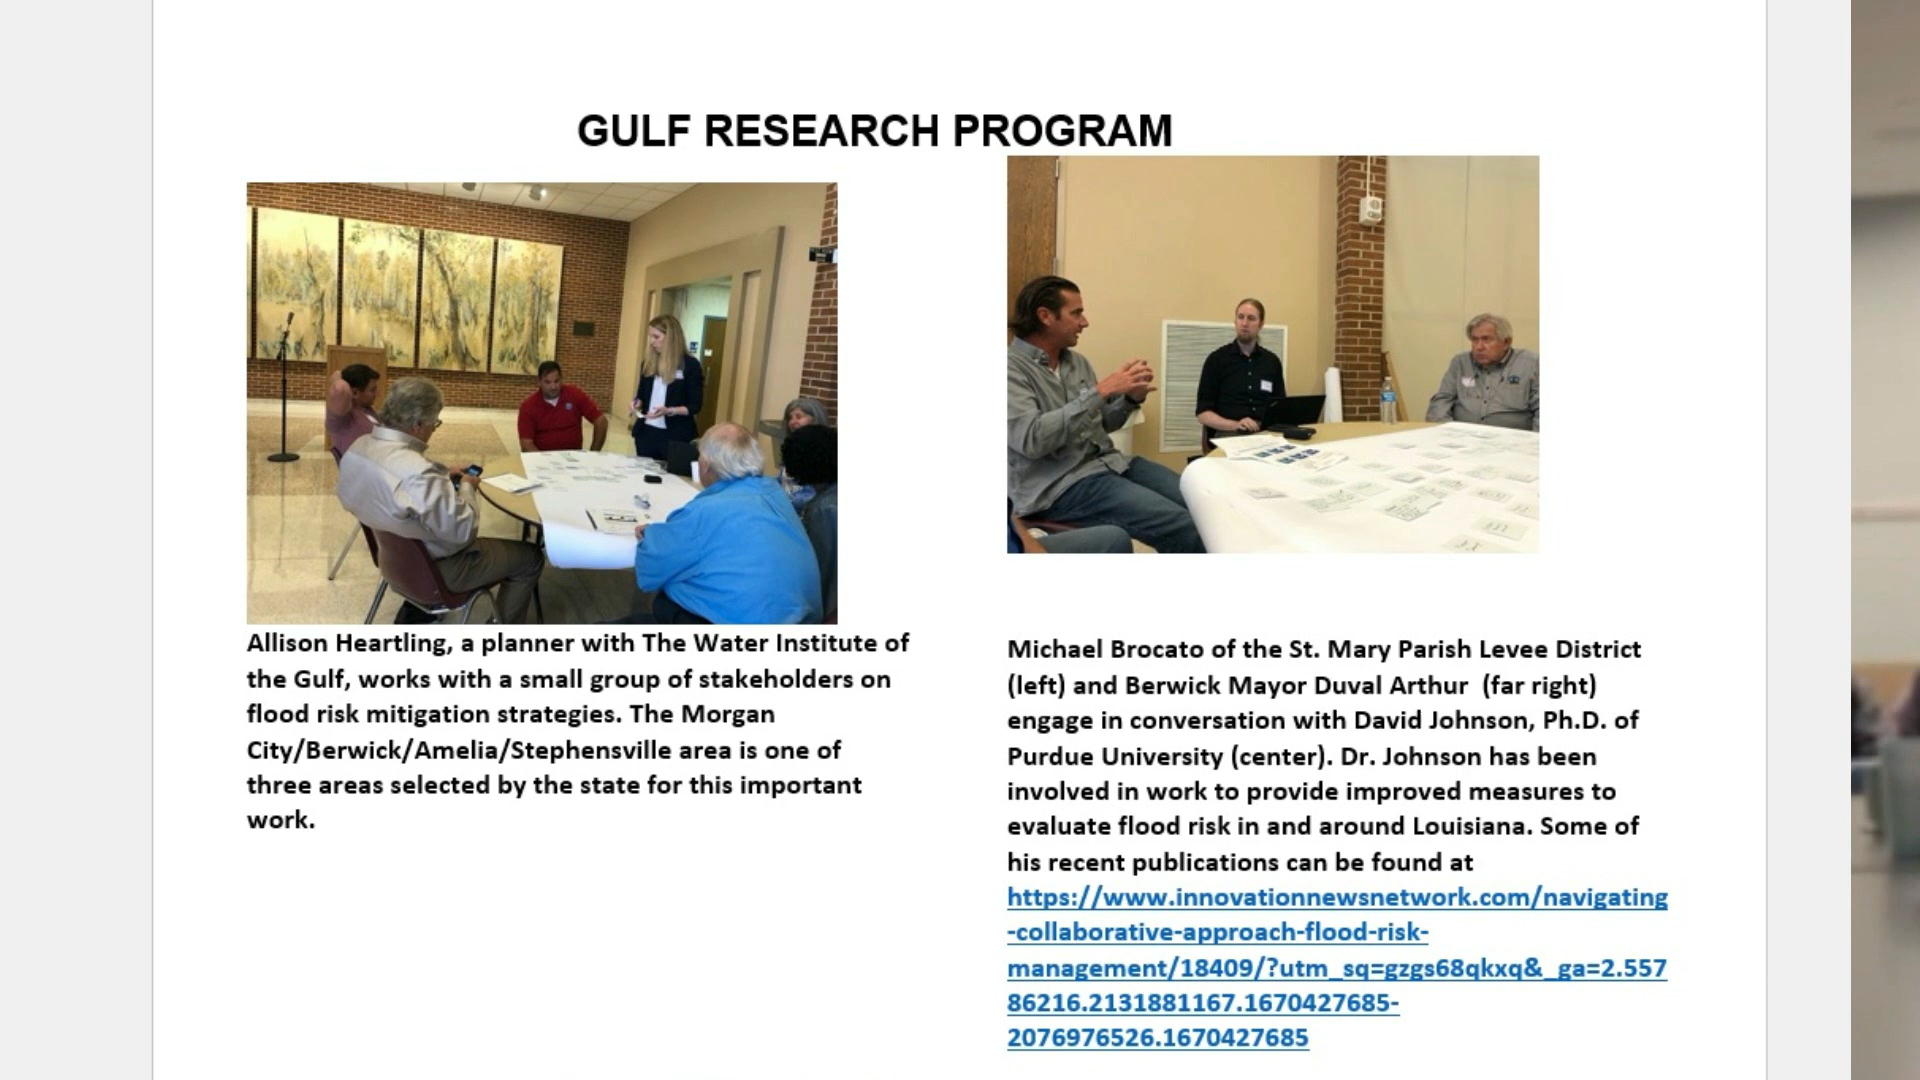 GULF RESEARCH PROGRAM
Allison Heartling, a planner with The Water Institute of
the Gulf, works with a small group of stakeholders on
flood risk mitigation strategies. The Morgan
City/Berwick/Amelia/Stephensville area is one of
three areas selected by the state for this important
work.
Michael Brocato of the St. Mary Parish Levee District
(left) and Berwick Mayor Duval Arthur  (far right)
engage in conversation with David Johnson, Ph.D. of
Purdue University (center). Dr. Johnson has been
involved in work to provide improved measures to
evaluate flood risk in and around Louisiana. Some of
his recent publications can be found at
https://www.innovationnewsnetwork.com/navigating
-collaborative-approach-flood-risk-
management/18409/?utm_sq=gzgs68qkxq&_ga=2.557
86216.2131881167.1670427685-
2076976526.1670427685